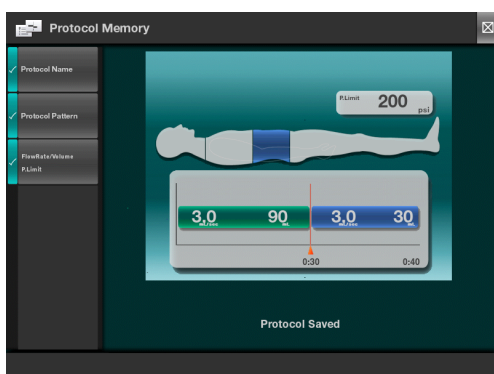 Protocol Memory
Protocol Name
Protocol Pattern
FlowRate/Volume
P.Limit
P.Limit 200 psi
3.0 mL/sec 90 mL 3.0 mL/sec 30 mL
0:30 0:40
Protocol Saved